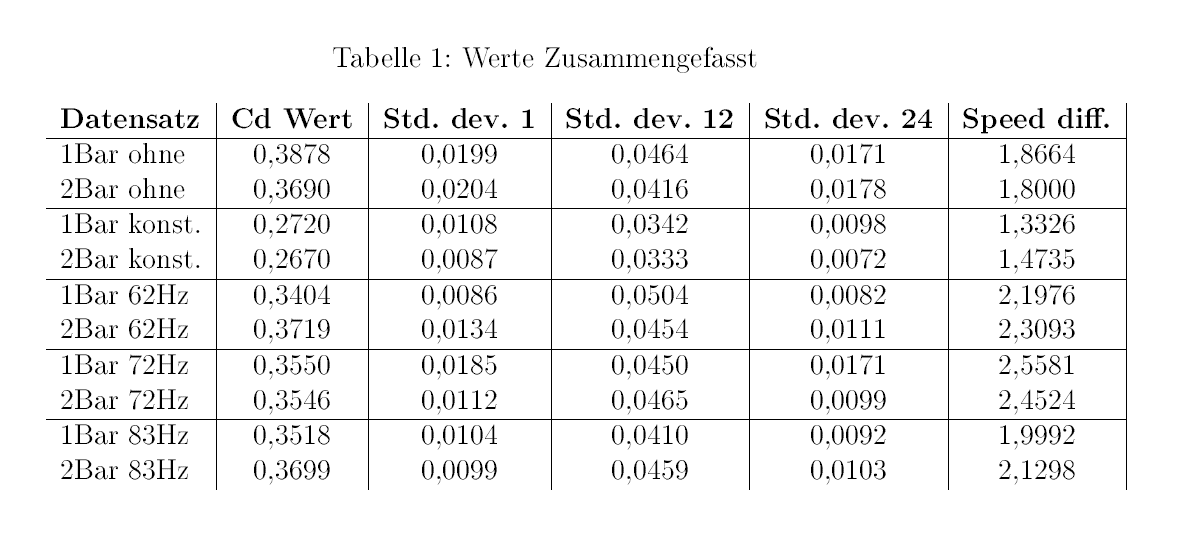 Tabelle 1: Werte Zusammengefasst
Datensatz Cd Wert Std. dev. 1 Std. dev. 12 Std. dev. 24 Speed diff.
1Bar ohne 0,3878 0,0199 0,0464 0,0171 1,8664
2Bar ohne 0,3690 0,0204 0,0416 0,0178 1,8000
1Bar konst. 0,2720 0,0108 0,0342 0,0098 1,3326
2Bar konst. 0,2670 0,0087 0,0333 0,0072 1,4735
1Bar 62Hz 0,3404 0,0086 0,0504 0,0082 2,1976
2Bar 62Hz 0,3719 0,0134 0,0454 0,0111 2,3093
1Bar 72Hz 0,3550 0,0185 0,0450 0,0171 2,5581
2Bar 72Hz 0,3546 0,0112 0,0465 0,0099 2,4524
1Bar 83Hz 0,3518 0,0104 0,0410 0,0092 1,9992
2Bar 83Hz 0,3699 0,0099 0,0459 0,0103 2,1298